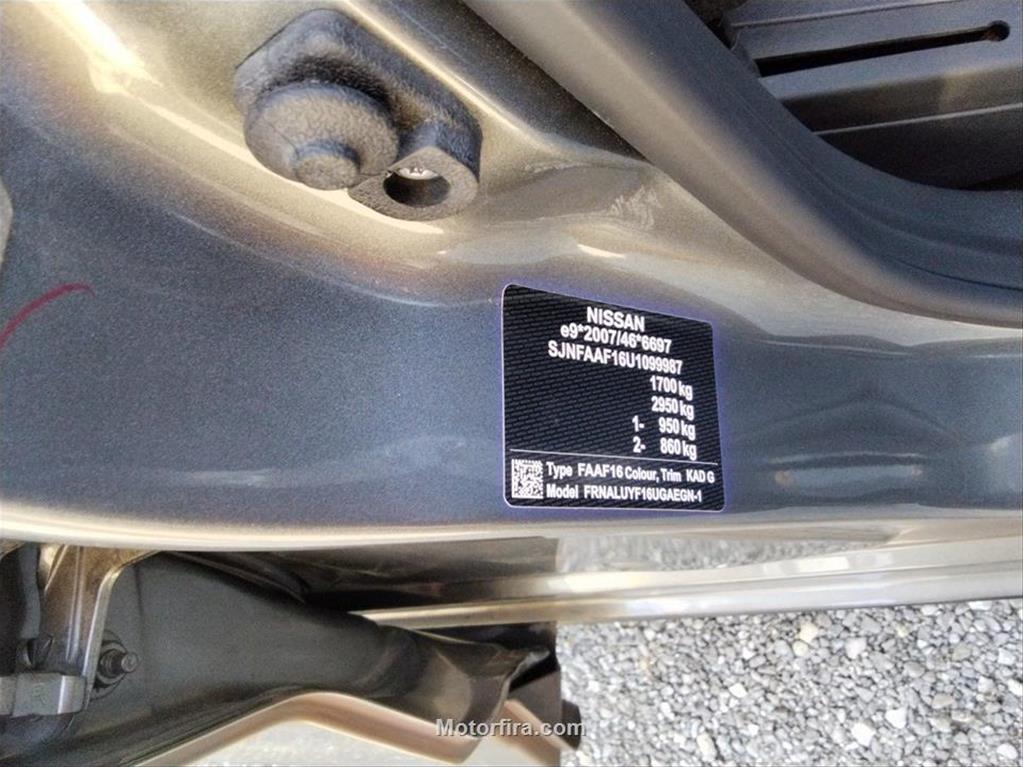 NISSAN
e9*2007/46*6697
SJNFAAF16U1099987
1700 kg
2950 kg
1- 950 kg
2- 860 kg
Type FAAF16 Colour, Trim KAD G
Model FRNALUYF16UGAEGN-1
Motorfira.com